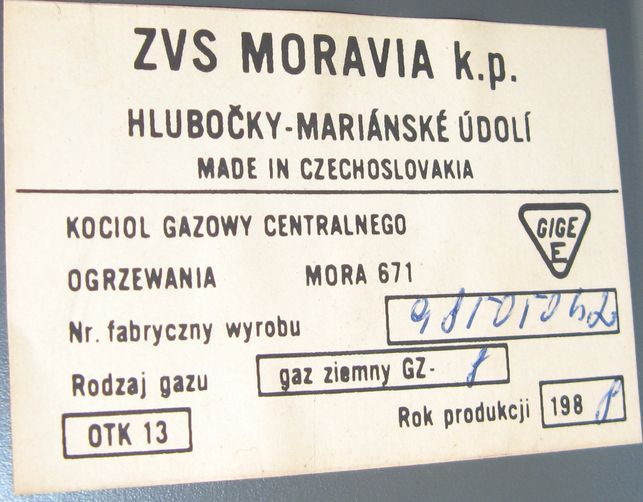 ZVS MORAVIA k.p.
HLUBOČKY-MARIÁNSKÉ ÚDOLÍ
MADE IN CZECHOSLOVAKIA
KOCIOL GAZOWY CENTRALNEGO
GIGE
E
OGRZEWANIA MORA 671
Nr. fabryczny wyrobu
Rodzaj gazu gaz ziemny GZ-
OTK 13
Rok produkcji 198